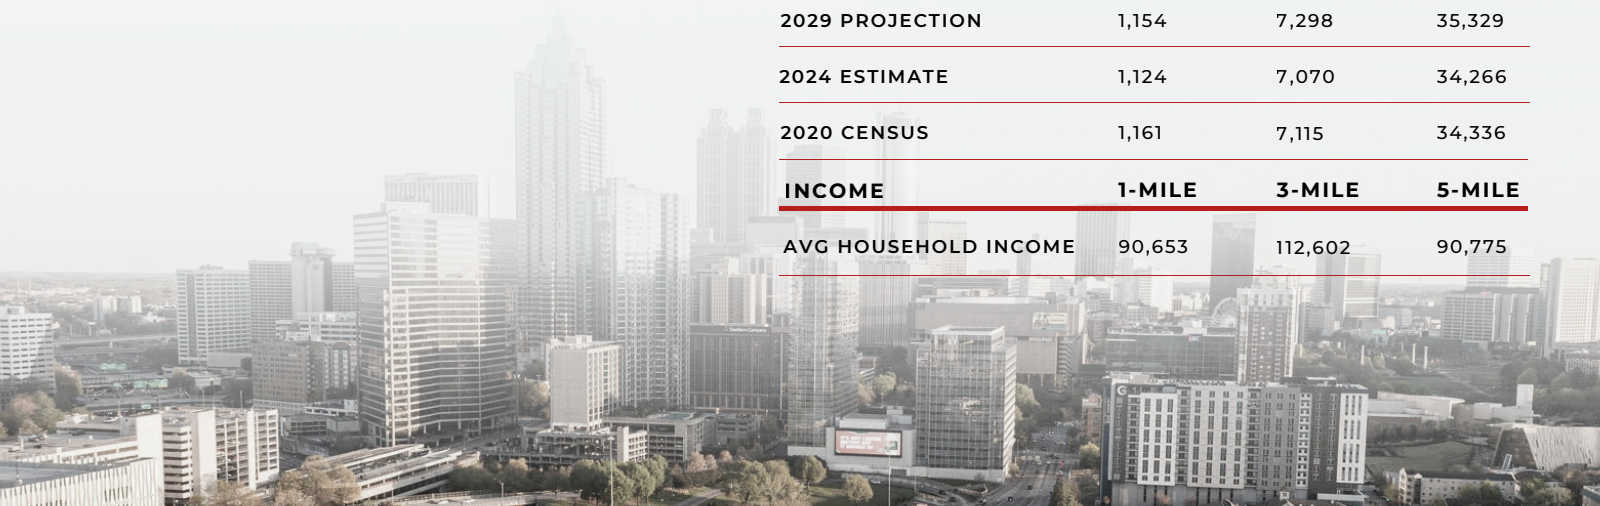 2029 PROJECTION 1,154 7,298 35,329
2024 ESTIMATE 1,124 7,070 34,266
2020 CENSUS 1,161 7,115 34,336
INCOME 1-MILE 3-MILE 5-MILE
AVG HOUSEHOLD INCOME 90,653 112,602 90,775